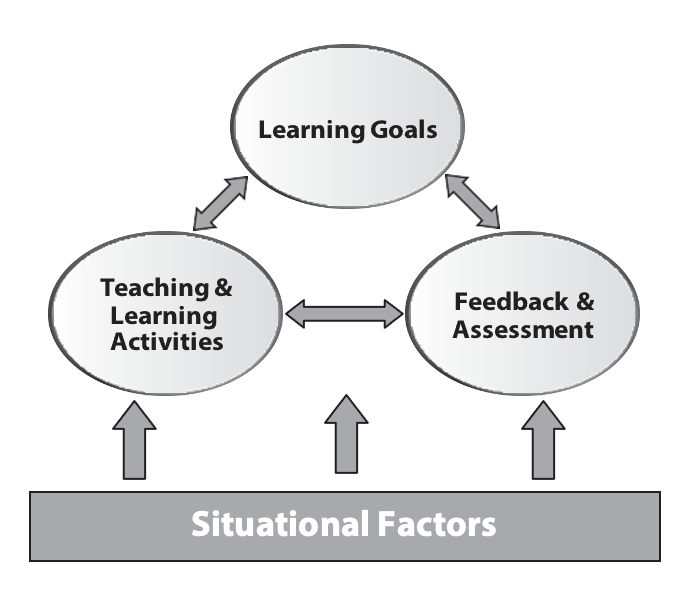 Learning Goals
Teaching &
Learning
Activities
Feedback &
Assessment
Situational Factors